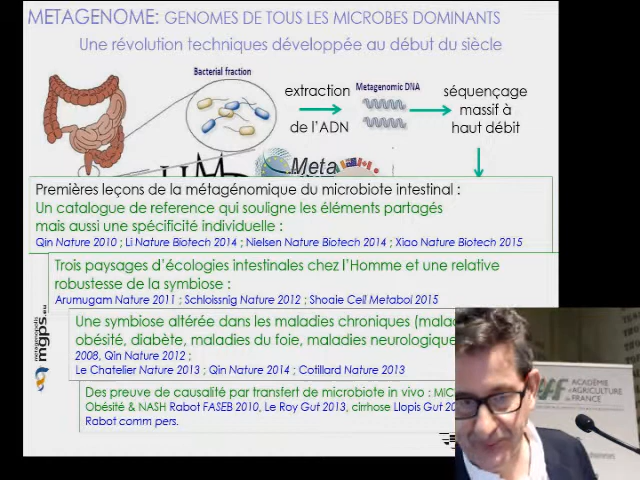 METAGENOME: GENOMES DE TOUS LES MICROBES DOMINANTS
Une révolution techniques développée au début du siècle
Bacterial fraction
extraction
de l'ADN
Metagenomic DNA
séquençage
massif à
haut débit
Meta
Premières leçons de la métagénomique du microbiote intestinal :
Un catalogue de reference qui souligne les éléments partagés
mais aussi une spécificité individuelle :
Qin Nature 2010 ; Li Nature Biotech 2014 ; Nielsen Nature Biotech 2014 ; Xiao Nature Biotech 2015
Trois paysages d'écologies intestinales chez l'Homme et une relative
robustesse de la symbiose :
Arumugam Nature 2011 ; Schloissnig Nature 2012 ; Shoaie Cell Metabol 2015
Une symbiose altérée dans les maladies chroniques (malad
obésité, diabète, maladies du foie, maladies neurologique
2008, Qin Nature 2012 ;
Le Chatelier Nature 2013 ; Qin Nature 2014 ; Cotillard Nature 2013
Des preuve de causalité par transfert de microbiote in vivo : MIC
Obésité & NASH Rabot FASEB 2010, Le Roy Gut 2013, cirrhose Llopis Gut 20
Rabot comm pers.
metagenopolis
mgps.eu
ACADÉMIE
D'AGRICULTURE
DE FRANCE